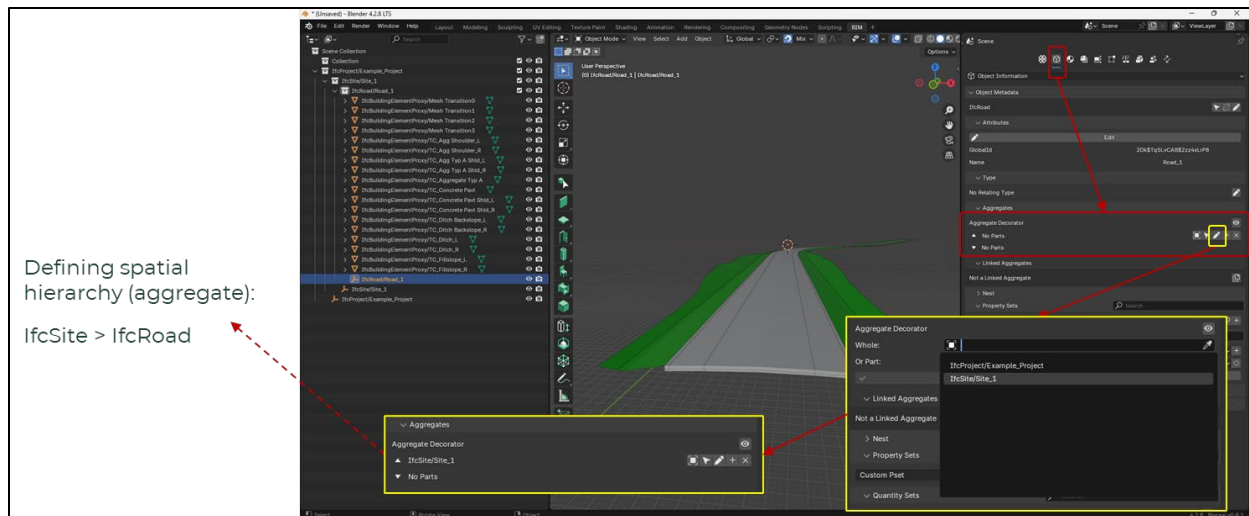 * (Unsaved) - Blender 4.2.8 LTS
File Edit Render Window Help Layout Modeling Sculpting UV Editing Texture Paint Shading Animation Rendering Compositing Geometry Nodes Scripting BIM + Scene ViewLayer
Search Object Mode View Select Add Object Global Mix Scene
Options
Scene Collection
Collection
IfcProject/Example_Project
IfcSite/Site_1
IfcRoad/Road_1
IfcBuildingElementProxy/Mesh Transition0
IfcBuildingElementProxy/Mesh Transition1
IfcBuildingElementProxy/Mesh Transition2
IfcBuildingElementProxy/Mesh Transition3
IfcBuildingElementProxy/TC_Agg Shoulder_L
IfcBuildingElementProxy/TC_Agg Shoulder_R
IfcBuildingElementProxy/TC_Agg Typ A Shld_L
IfcBuildingElementProxy/TC_Agg Typ A Shld_R
IfcBuildingElementProxy/TC_Aggregate Typ A
IfcBuildingElementProxy/TC_Concrete Pavt
IfcBuildingElementProxy/TC_Concrete Pavt Shld_L
IfcBuildingElementProxy/TC_Concrete Pavt Shld_R
IfcBuildingElementProxy/TC_Ditch Backslope_L
IfcBuildingElementProxy/TC_Ditch Backslope_R
IfcBuildingElementProxy/TC_Ditch_L
IfcBuildingElementProxy/TC_Ditch_R
IfcBuildingElementProxy/TC_Fillslope_L
IfcBuildingElementProxy/TC_Fillslope_R
IfcRoad/Road_1
IfcSite/Site_1
IfcProject/Example_Project
User Perspective
(0) IfcRoad/Road_1 | IfcRoad/Road_1
Object Information
Object Metadata
IfcRoad
Attributes
Edit
GlobalId
Name Road_1
Type
No Relating Type
Aggregates
Aggregate Decorator
No Parts
No Parts
Linked Aggregates
Not a Linked Aggregate
Nest
Property Sets Search
Defining spatial
hierarchy (aggregate):
IfcSite > IfcRoad
Aggregate Decorator
Whole:
Or Part:
IfcProject/Example_Project
IfcSite/Site_1
Linked Aggregates
Not a Linked Aggregate
Nest
Property Sets
Custom Pset
Quantity Sets
Aggregates
Aggregate Decorator
IfcSite/Site_1
No Parts
Select Rotate View Object